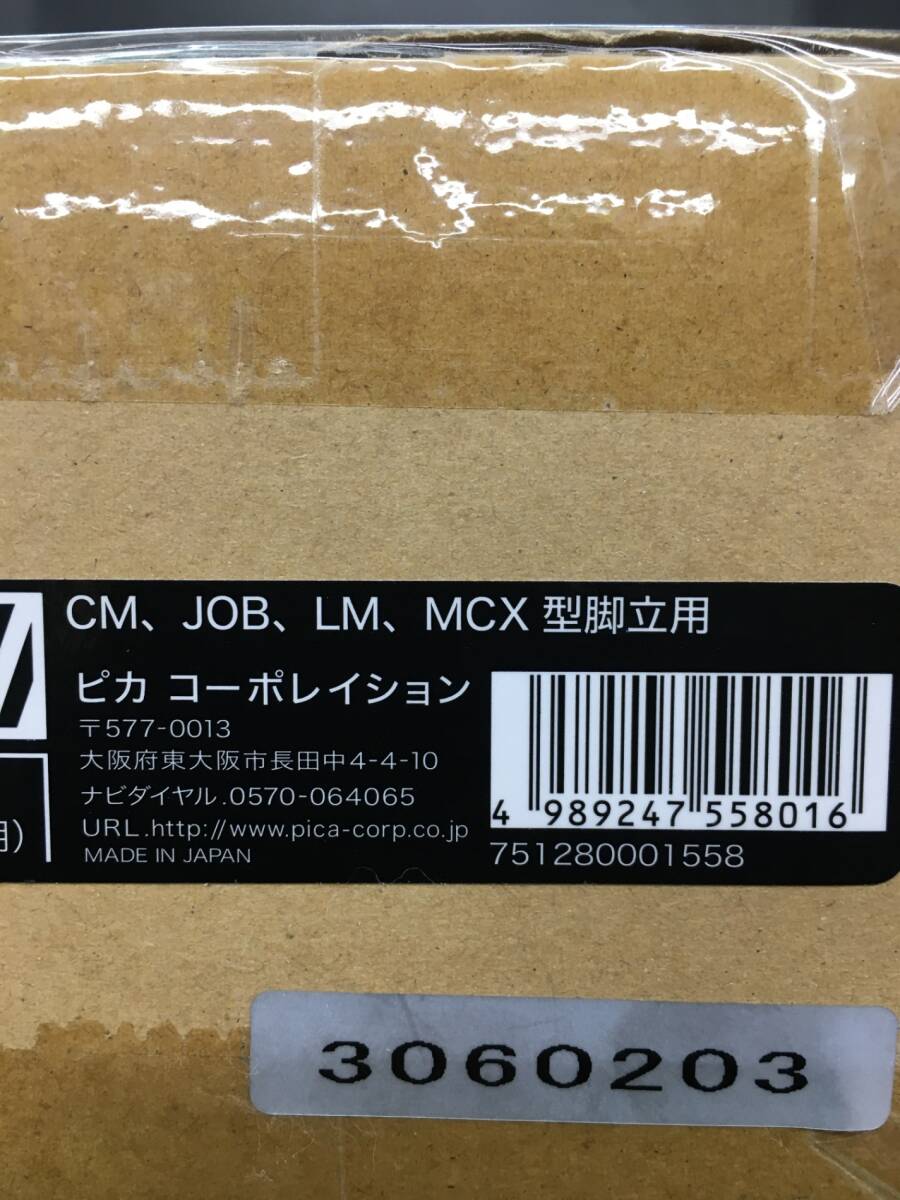 CM、JOB、LM、MCX 型脚立用
ピカ コーポレイション
〒577-0013
大阪府東大阪市長田中4-4-10
ナビダイヤル.0570-064065
URL.http://www.pica-corp.co.jp
MADE IN JAPAN
4 989247 558016
751280001558
3060203